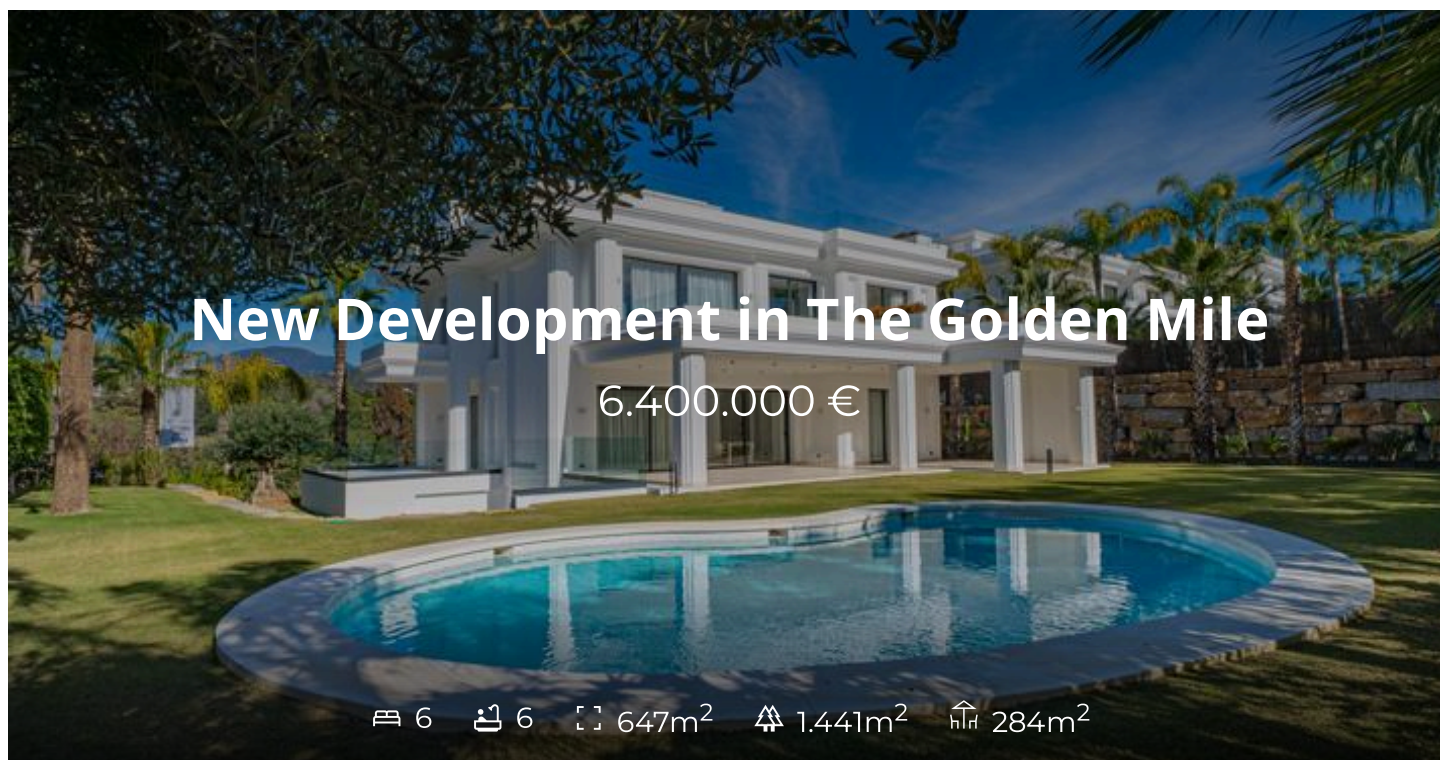 New Development in The Golden Mile
6.400.000 €
6 6 647m² 1.441m² 284m²